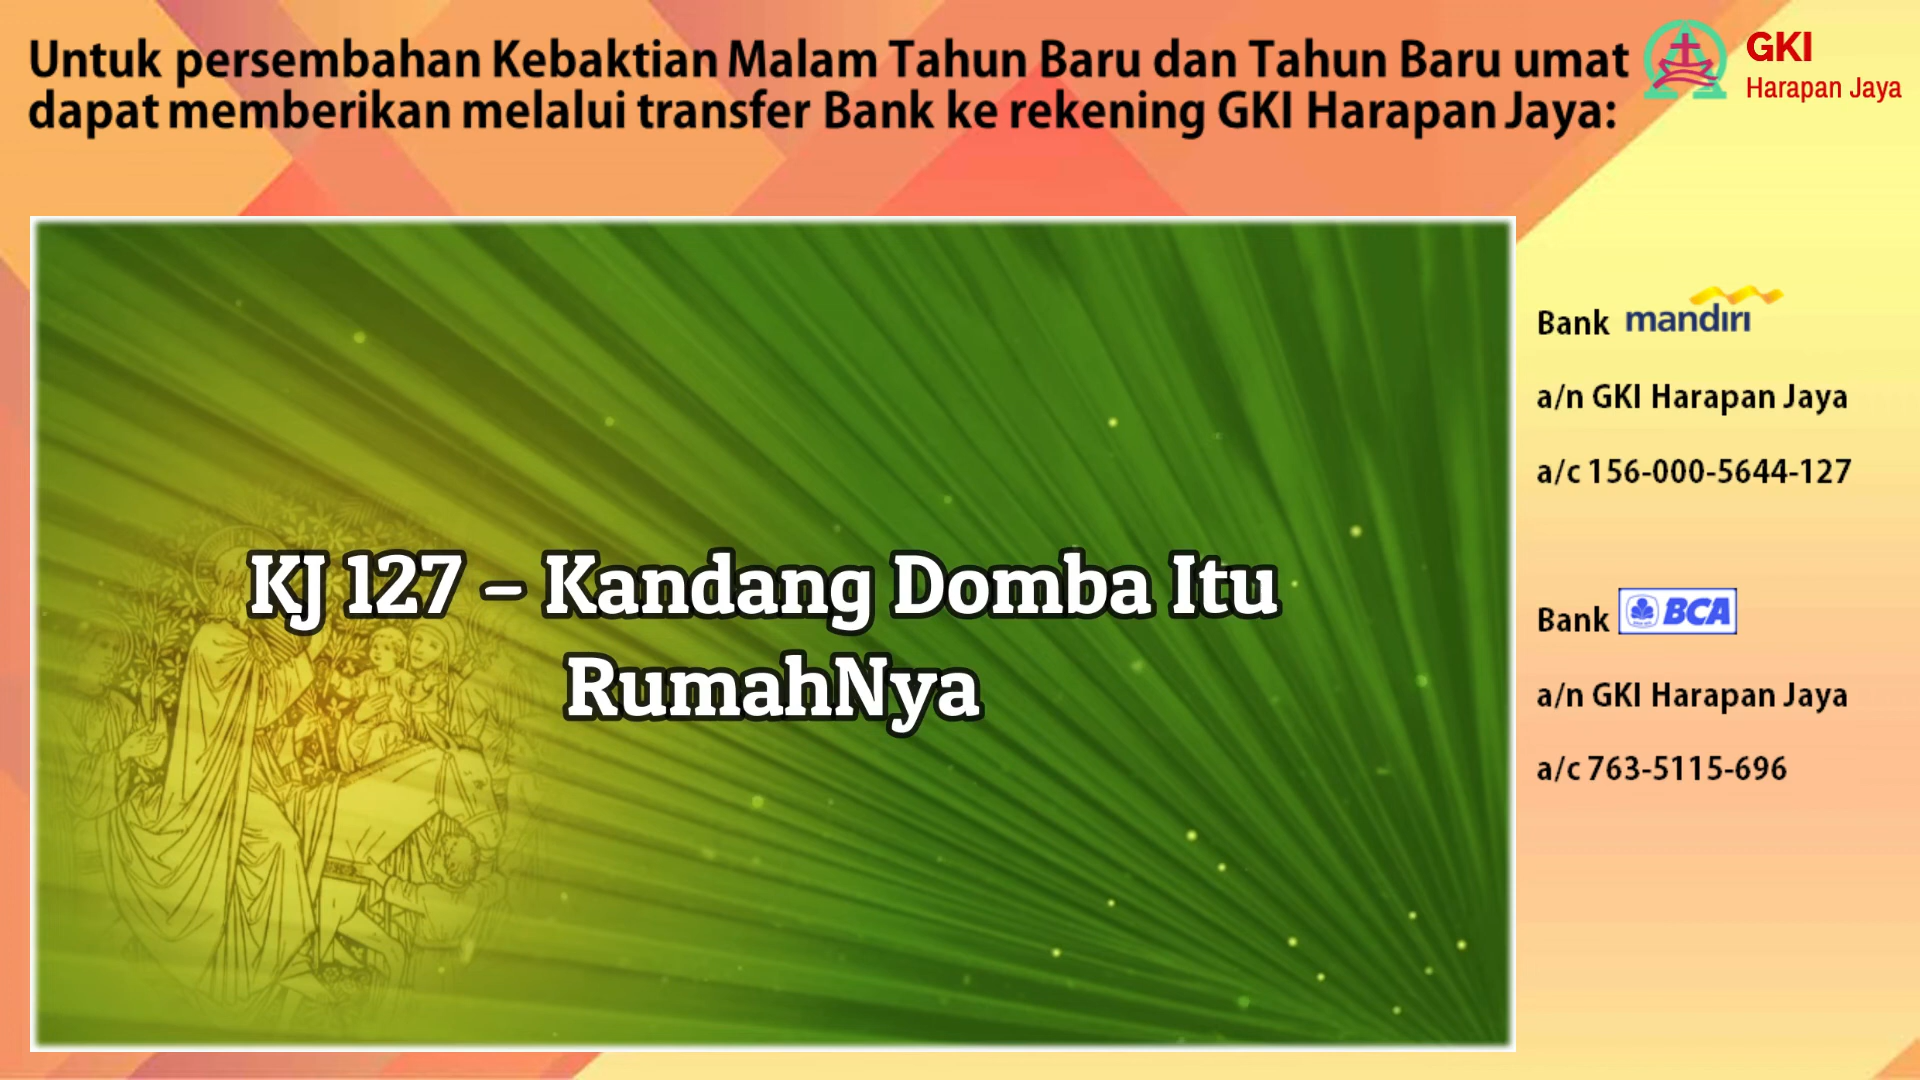 Untuk persembahan Kebaktian Malam Tahun Baru dan Tahun Baru umat
dapat memberikan melalui transfer Bank ke rekening GKI Harapan Jaya:
GKI
Harapan Jaya
KJ 127 – Kandang Domba Itu
RumahNya
Bank mandiri
a/n GKI Harapan Jaya
a/c 156-000-5644-127
Bank BCA
a/n GKI Harapan Jaya
a/c 763-5115-696